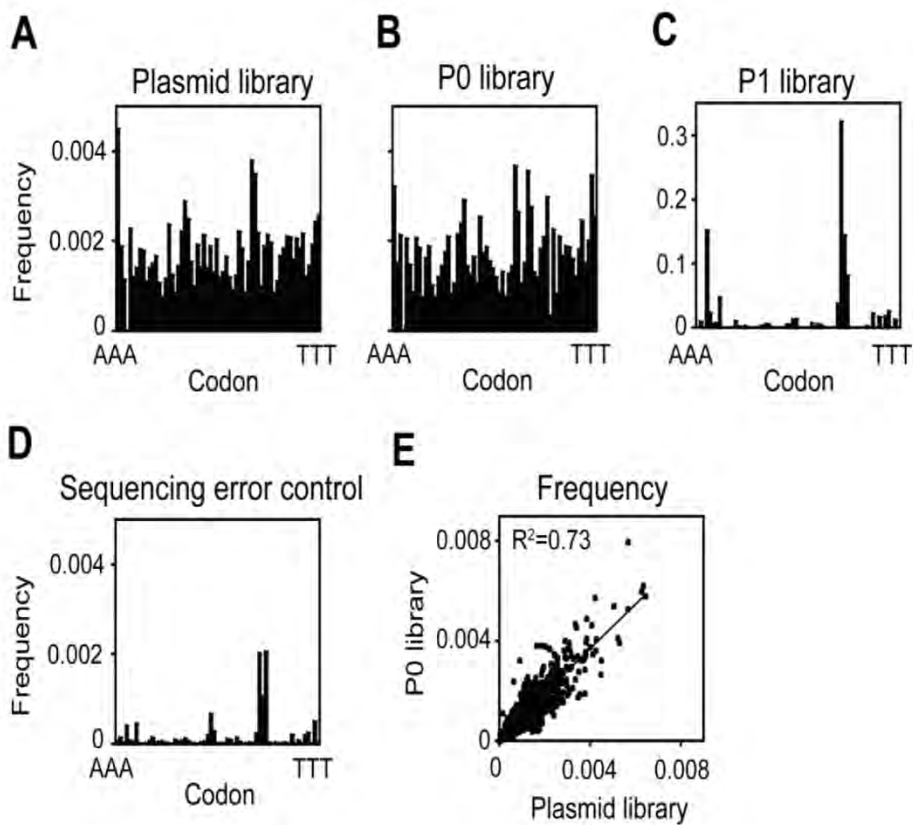 A
Plasmid library
Frequency
0.004
0.002
0
AAA
TTT
Codon
B
P0 library
AAA
TTT
Codon
C
P1 library
0.3
0.2
0.1
0
AAA
TTT
Codon
D
Sequencing error control
Frequency
0.004
0.002
0
AAA
TTT
Codon
E
Frequency
R²=0.73
P0 library
0.008
0.004
0
0
0.004
0.008
Plasmid library